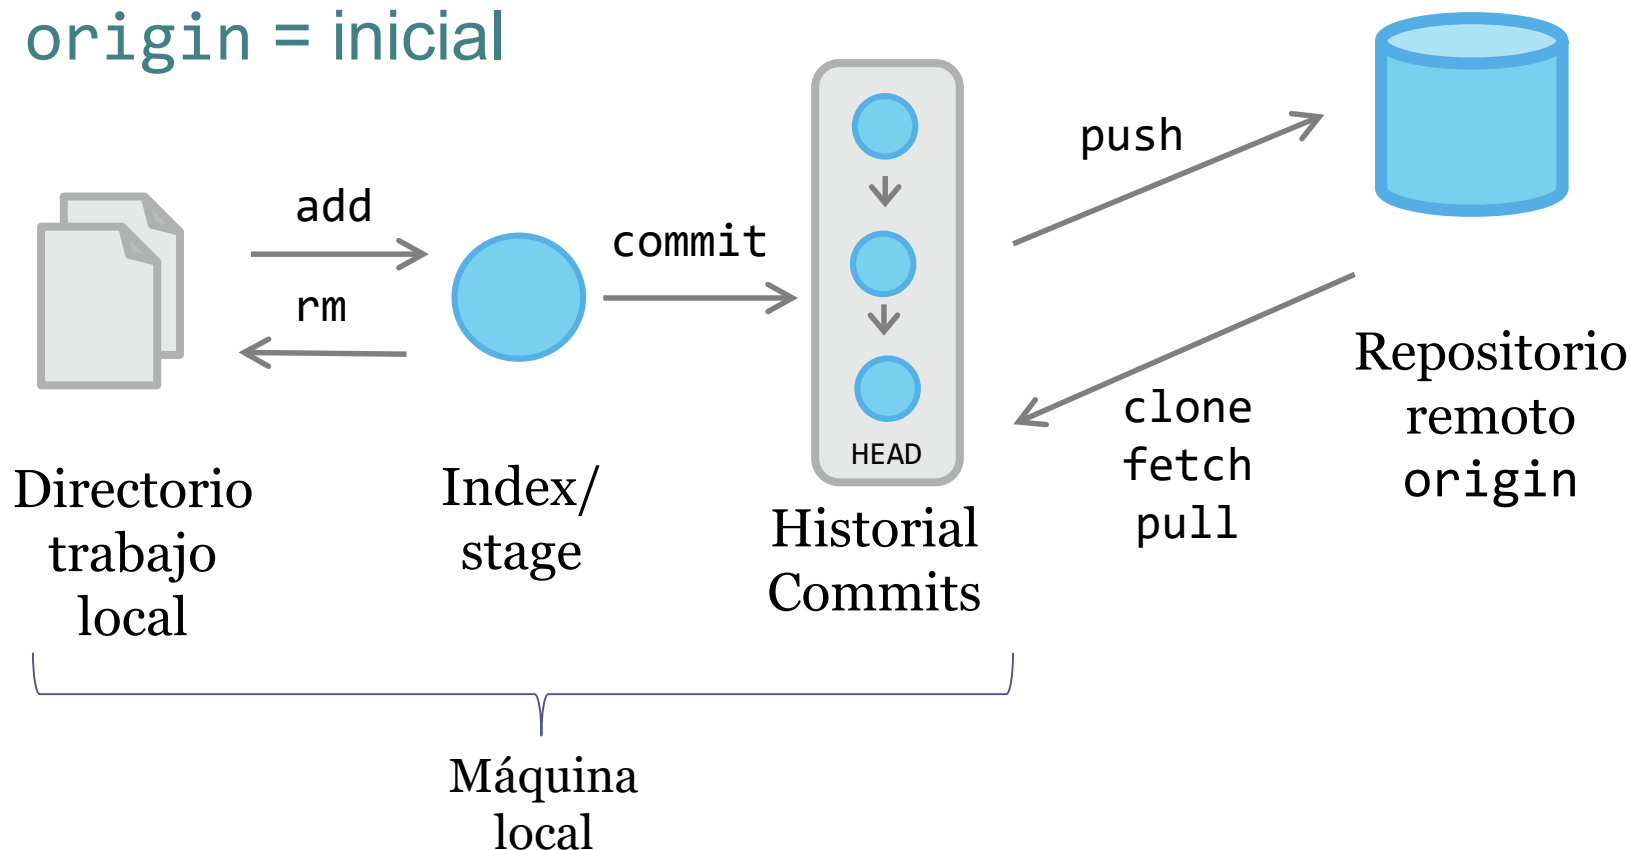 origin = inicial
add
rm
commit
push
clone
fetch
pull
HEAD
Directorio
trabajo
local
Index/
stage
Historial
Commits
Repositorio
remoto
origin
Máquina
local